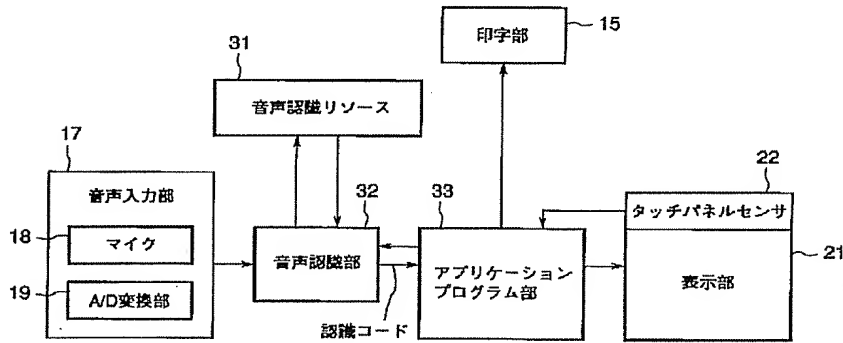 15
印字部
31
音声認識リソース
17
音声入力部
18
マイク
19
A/D変換部
32
音声認識部
認識コード
33
アプリケーション
プログラム部
22
タッチパネルセンサ
21
表示部